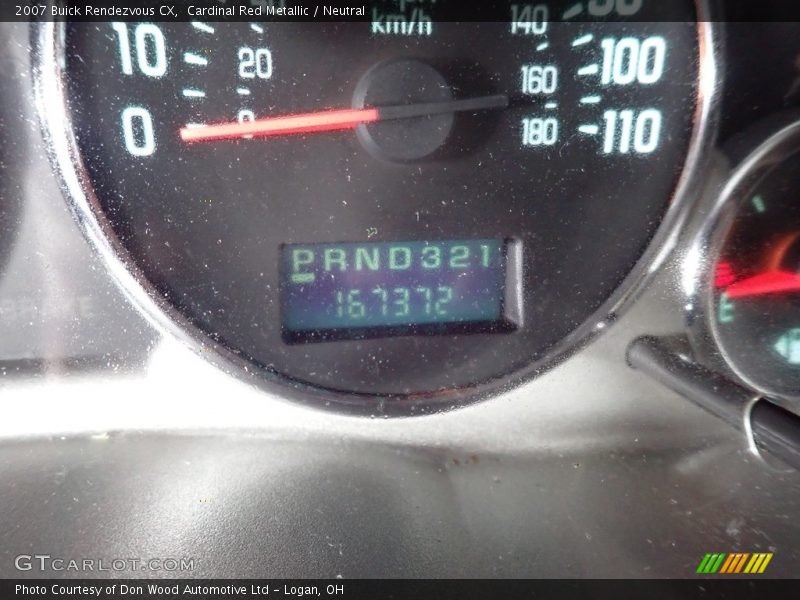 2007 Buick Rendezvous CX,  Cardinal Red Metallic / Neutral
km/h
140
10
20
160
100
0
0
180
110
PRND321
167372
E
GTCARLOT.COM
Photo Courtesy of Don Wood Automotive Ltd - Logan, OH